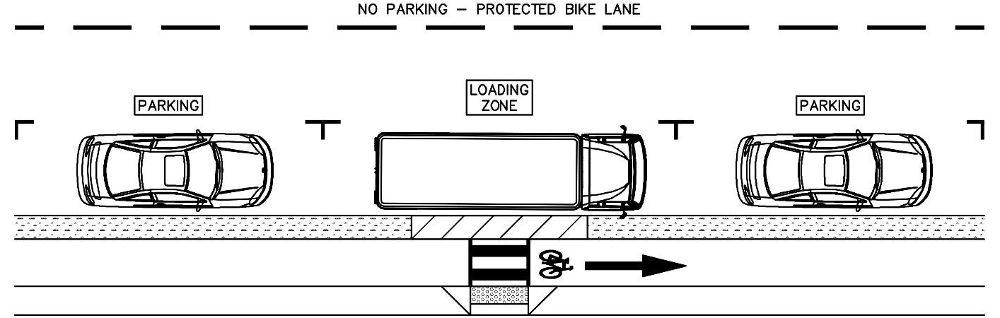 NO PARKING – PROTECTED BIKE LANE
PARKING
LOADING
ZONE
PARKING